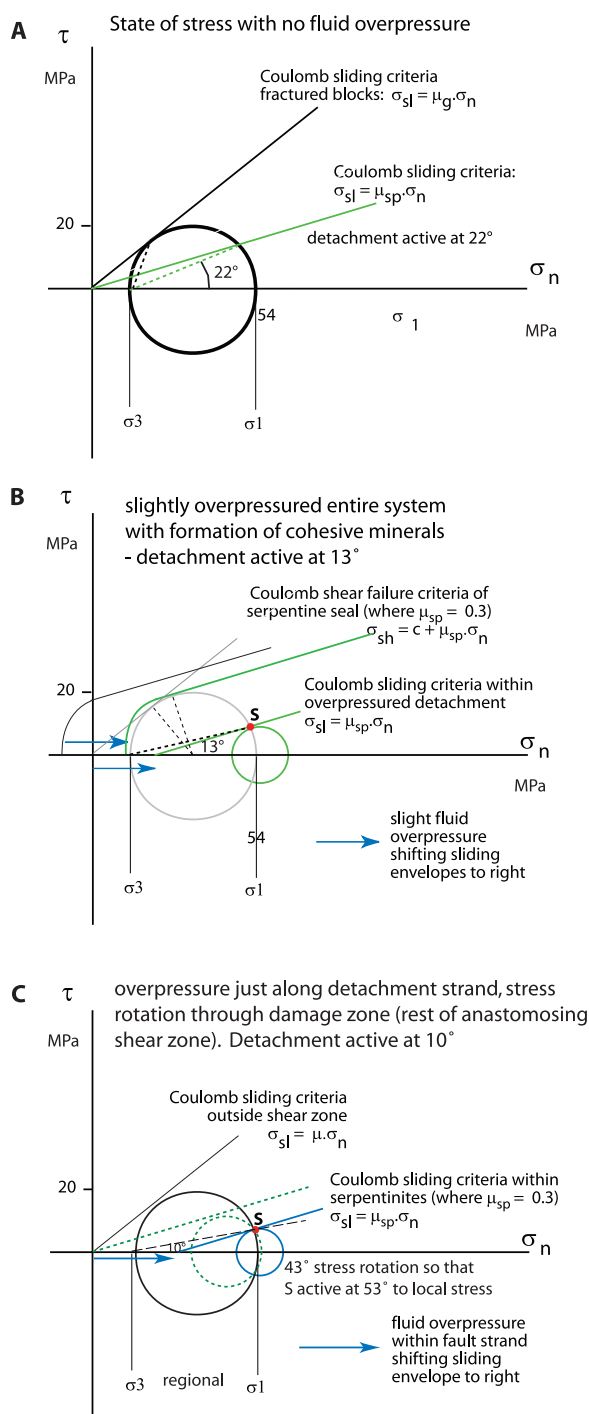 A
τ
State of stress with no fluid overpressure
MPa
Coulomb sliding criteria
fractured blocks: σsl = μg.σn
Coulomb sliding criteria:
σsl = μsp.σn
20
detachment active at 22°
22°
σn
54
σ1
MPa
σ3
σ1
B
τ
slightly overpressured entire system
with formation of cohesive minerals
- detachment active at 13˚
MPa
Coulomb shear failure criteria of
serpentine seal (where μsp = 0.3)
σsh = c + μsp.σn
20
Coulomb sliding criteria within
overpressured detachment
σsl = μsp.σn
S
13°
σn
MPa
54
slight fluid
overpressure
shifting sliding
envelopes to right
σ3
σ1
C
τ
overpressure just along detachment strand, stress
rotation through damage zone (rest of anastomosing
shear zone). Detachment active at 10˚
MPa
Coulomb sliding criteria
outside shear zone
σsl = μ.σn
20
Coulomb sliding criteria within
serpentinites (where μsp = 0.3)
σsl = μsp.σn
S
10°
σn
43˚ stress rotation so that
S active at 53˚ to local stress
fluid overpressure
within fault strand
shifting sliding
envelope to right
σ3
regional
σ1